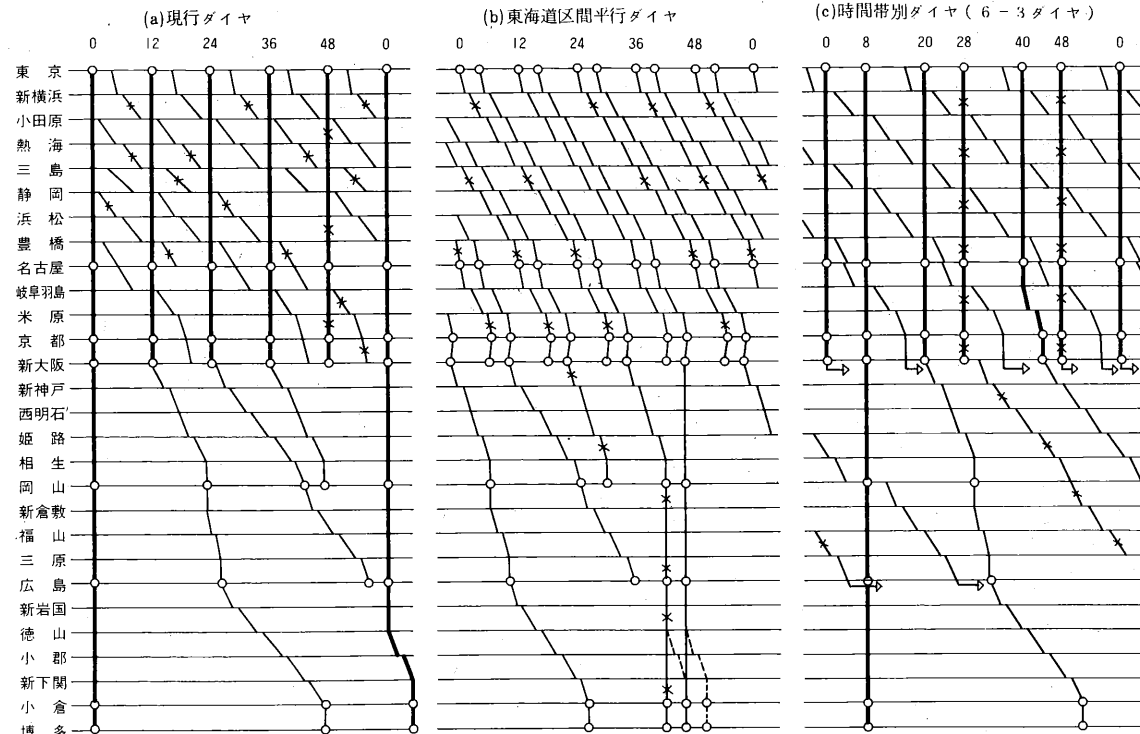 (a)現行ダイヤ
(b)東海道区間平行ダイヤ
(c)時間帯別ダイヤ(6-3ダイヤ)
0 12 24 36 48 0
0 12 24 36 48 0
0 8 20 28 40 48 0
東京
新横浜
小田原
熱海
三島
静岡
浜松
豊橋
名古屋
岐阜羽島
米原
京都
新大阪
新神戸
西明石
姫路
相生
岡山
新倉敷
福山
三原
広島
新岩国
徳山
小郡
新下関
小倉
博多